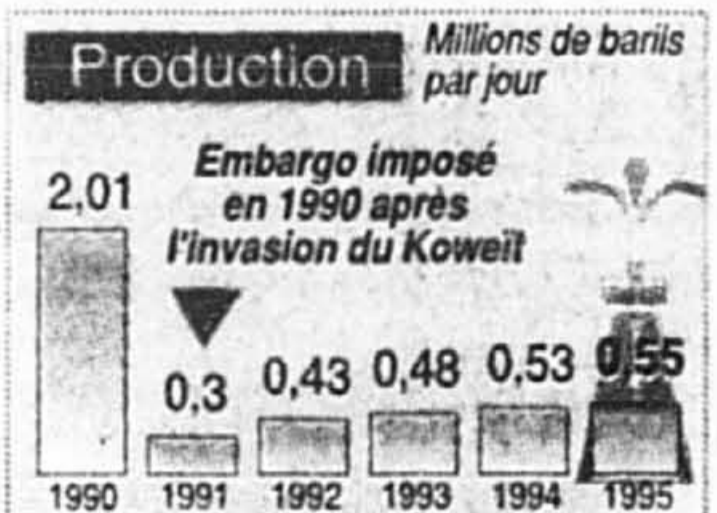 Production
Millions de barils
par jour
Embargo imposé
en 1990 après
l'invasion du Koweït
2,01
0,3
0,43
0,48
0,53
0,55
1990
1991
1992
1993
1994
1995